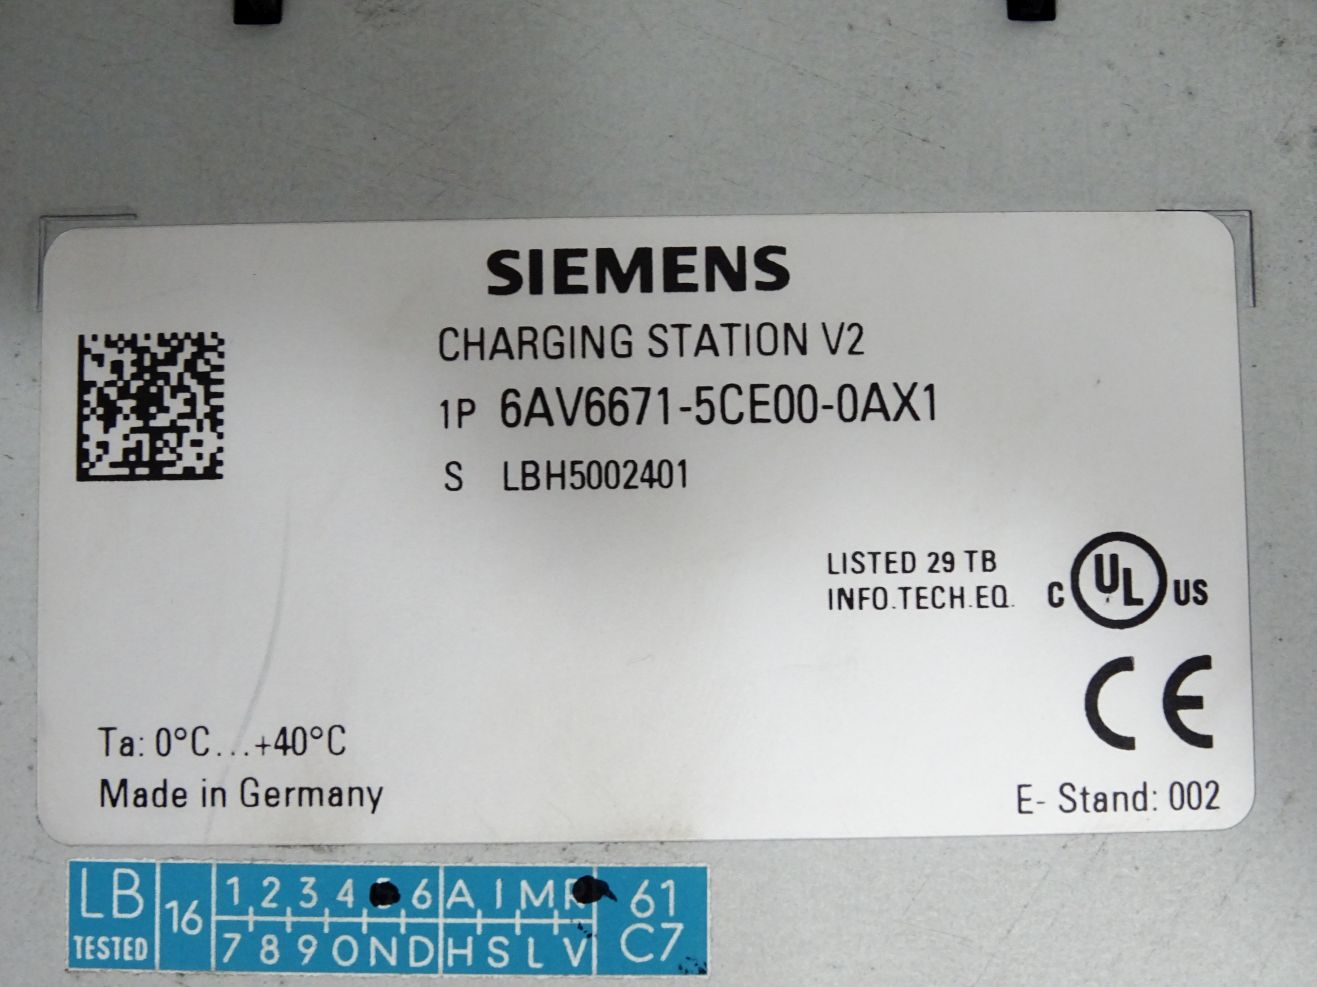 SIEMENS
CHARGING STATION V2
1P 6AV6671-5CE00-0AX1
S LBH5002401
LISTED 29 TB
INFO.TECH.EQ.
C UL US
CE
Ta: 0°C...+40°C
Made in Germany
E- Stand: 002
LB
TESTED
16
1 2 3 4 6 A I M R
7 8 9 O N D H S L V
61
C7